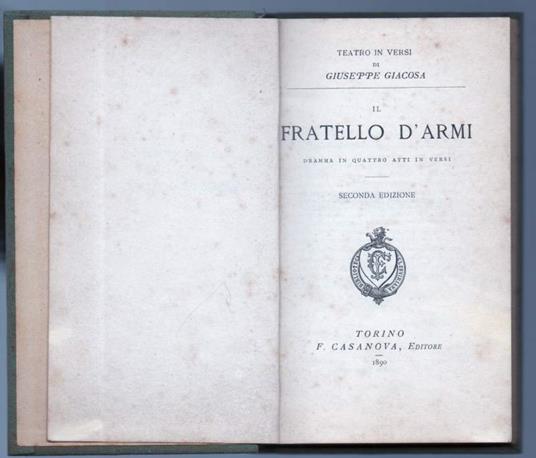 TEATRO IN VERSI
DI
GIUSEPPE GIACOSA
IL
FRATELLO D'ARMI
DRAMMA IN QUATTRO ATTI IN VERSI
SECONDA EDIZIONE
TORINO
F. CASANOVA, EDITORE
1890